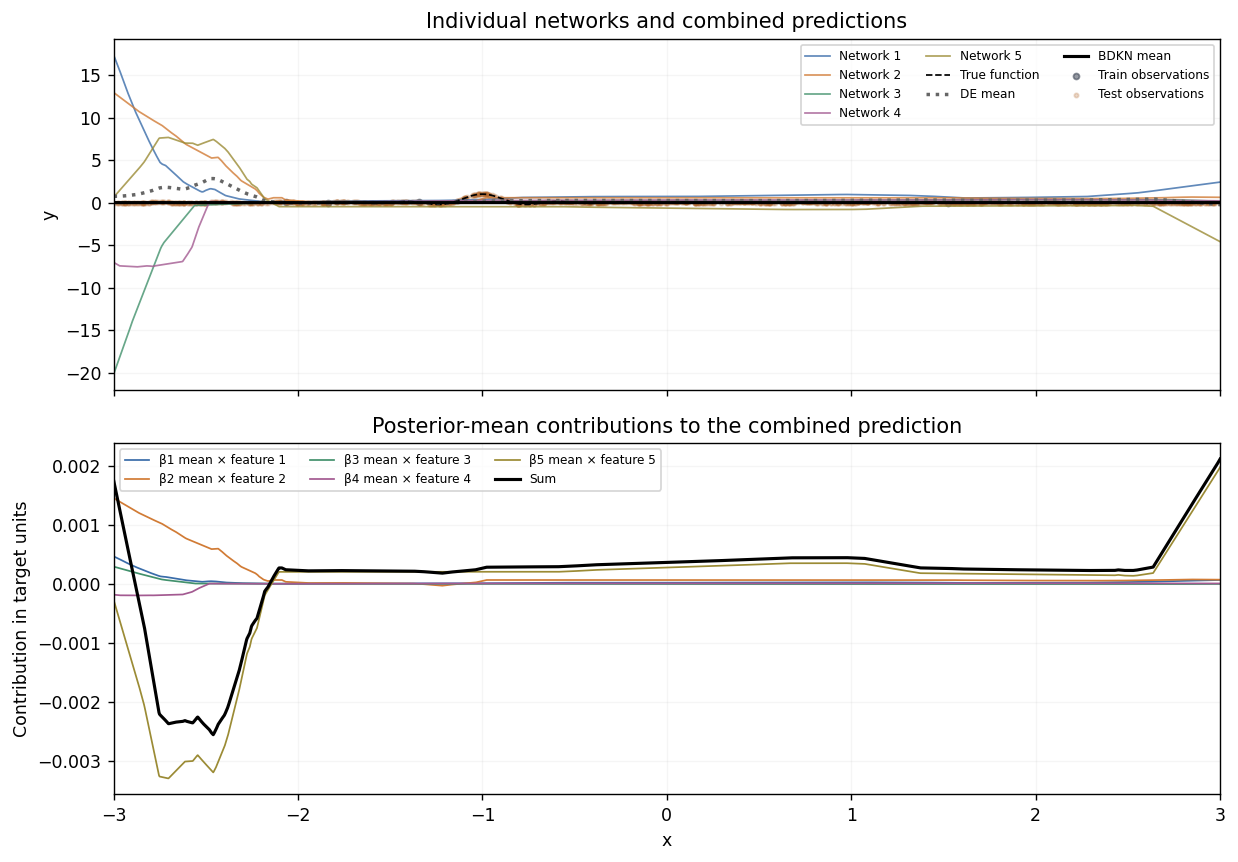 Individual networks and combined predictions
Network 1
Network 2
Network 3
Network 4
Network 5
True function
DE mean
BDKN mean
Train observations
Test observations
y
15
10
5
0
−5
−10
−15
−20
Posterior-mean contributions to the combined prediction
β1 mean × feature 1
β2 mean × feature 2
β3 mean × feature 3
β4 mean × feature 4
β5 mean × feature 5
Sum
Contribution in target units
0.002
0.001
0.000
−0.001
−0.002
−0.003
−3 −2 −1 0 1 2 3
x